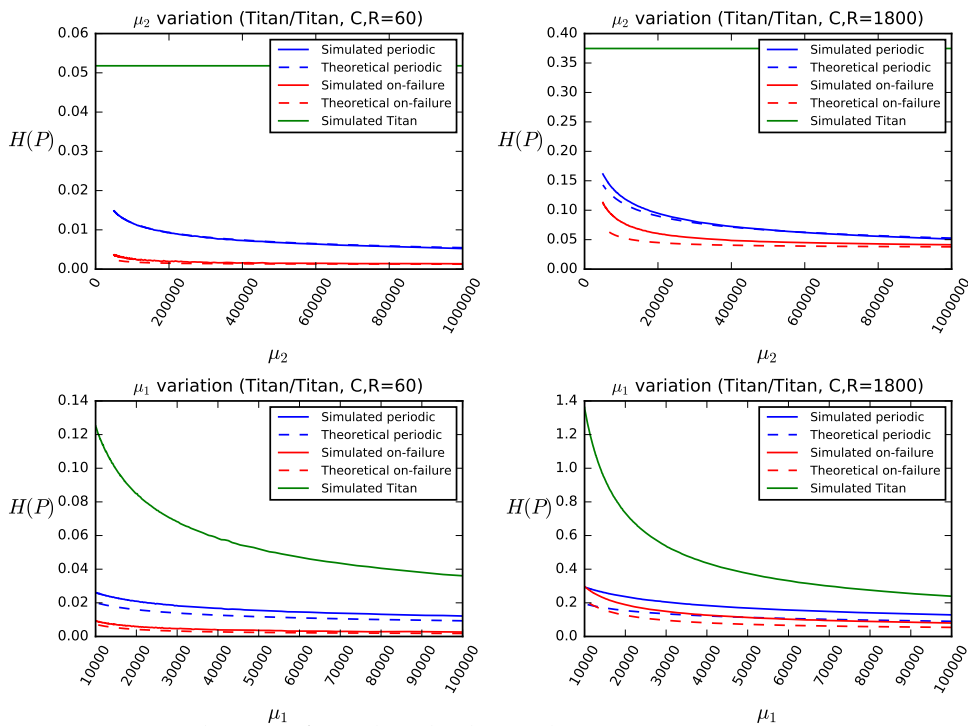 μ2 variation (Titan/Titan, C,R=60)
0.06
0.05
0.04
0.03
0.02
0.01
0.00
H(P)
Simulated periodic
Theoretical periodic
Simulated on-failure
Theoretical on-failure
Simulated Titan
0
200000
400000
600000
800000
1000000
μ2
μ2 variation (Titan/Titan, C,R=1800)
0.40
0.35
0.30
0.25
0.20
0.15
0.10
0.05
0.00
H(P)
Simulated periodic
Theoretical periodic
Simulated on-failure
Theoretical on-failure
Simulated Titan
0
200000
400000
600000
800000
1000000
μ2
μ1 variation (Titan/Titan, C,R=60)
0.14
0.12
0.10
0.08
0.06
0.04
0.02
0.00
H(P)
Simulated periodic
Theoretical periodic
Simulated on-failure
Theoretical on-failure
Simulated Titan
10000
20000
30000
40000
50000
60000
70000
80000
90000
100000
μ1
μ1 variation (Titan/Titan, C,R=1800)
1.4
1.2
1.0
0.8
0.6
0.4
0.2
0.0
H(P)
Simulated periodic
Theoretical periodic
Simulated on-failure
Theoretical on-failure
Simulated Titan
10000
20000
30000
40000
50000
60000
70000
80000
90000
100000
μ1